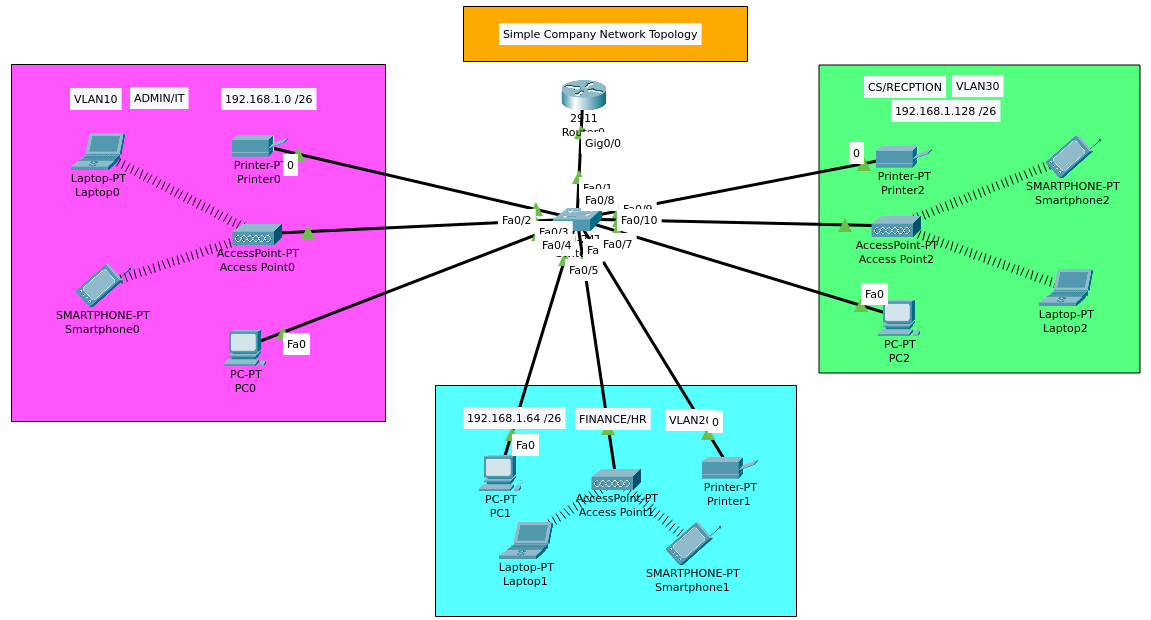 Simple Company Network Topology
2911
Gig0/0
Fa0/1
Fa0/8
Fa0/9
Fa0/2
Fa0/10
Fa0/3
Fa0/4
Fa
Fa0/7
Fa0/5
VLAN10
ADMIN/IT
192.168.1.0 /26
Laptop-PT
Laptop0
Printer-PT
Printer0
0
AccessPoint-PT
Access Point0
SMARTPHONE-PT
Smartphone0
PC-PT
PC0
Fa0
CS/RECPTION
VLAN30
192.168.1.128 /26
0
Printer-PT
Printer2
SMARTPHONE-PT
Smartphone2
AccessPoint-PT
Access Point2
Fa0
Laptop-PT
Laptop2
PC-PT
PC2
192.168.1.64 /26
FINANCE/HR
VLAN20
0
Fa0
PC-PT
PC1
AccessPoint-PT
Access Point1
Printer-PT
Printer1
Laptop-PT
Laptop1
SMARTPHONE-PT
Smartphone1